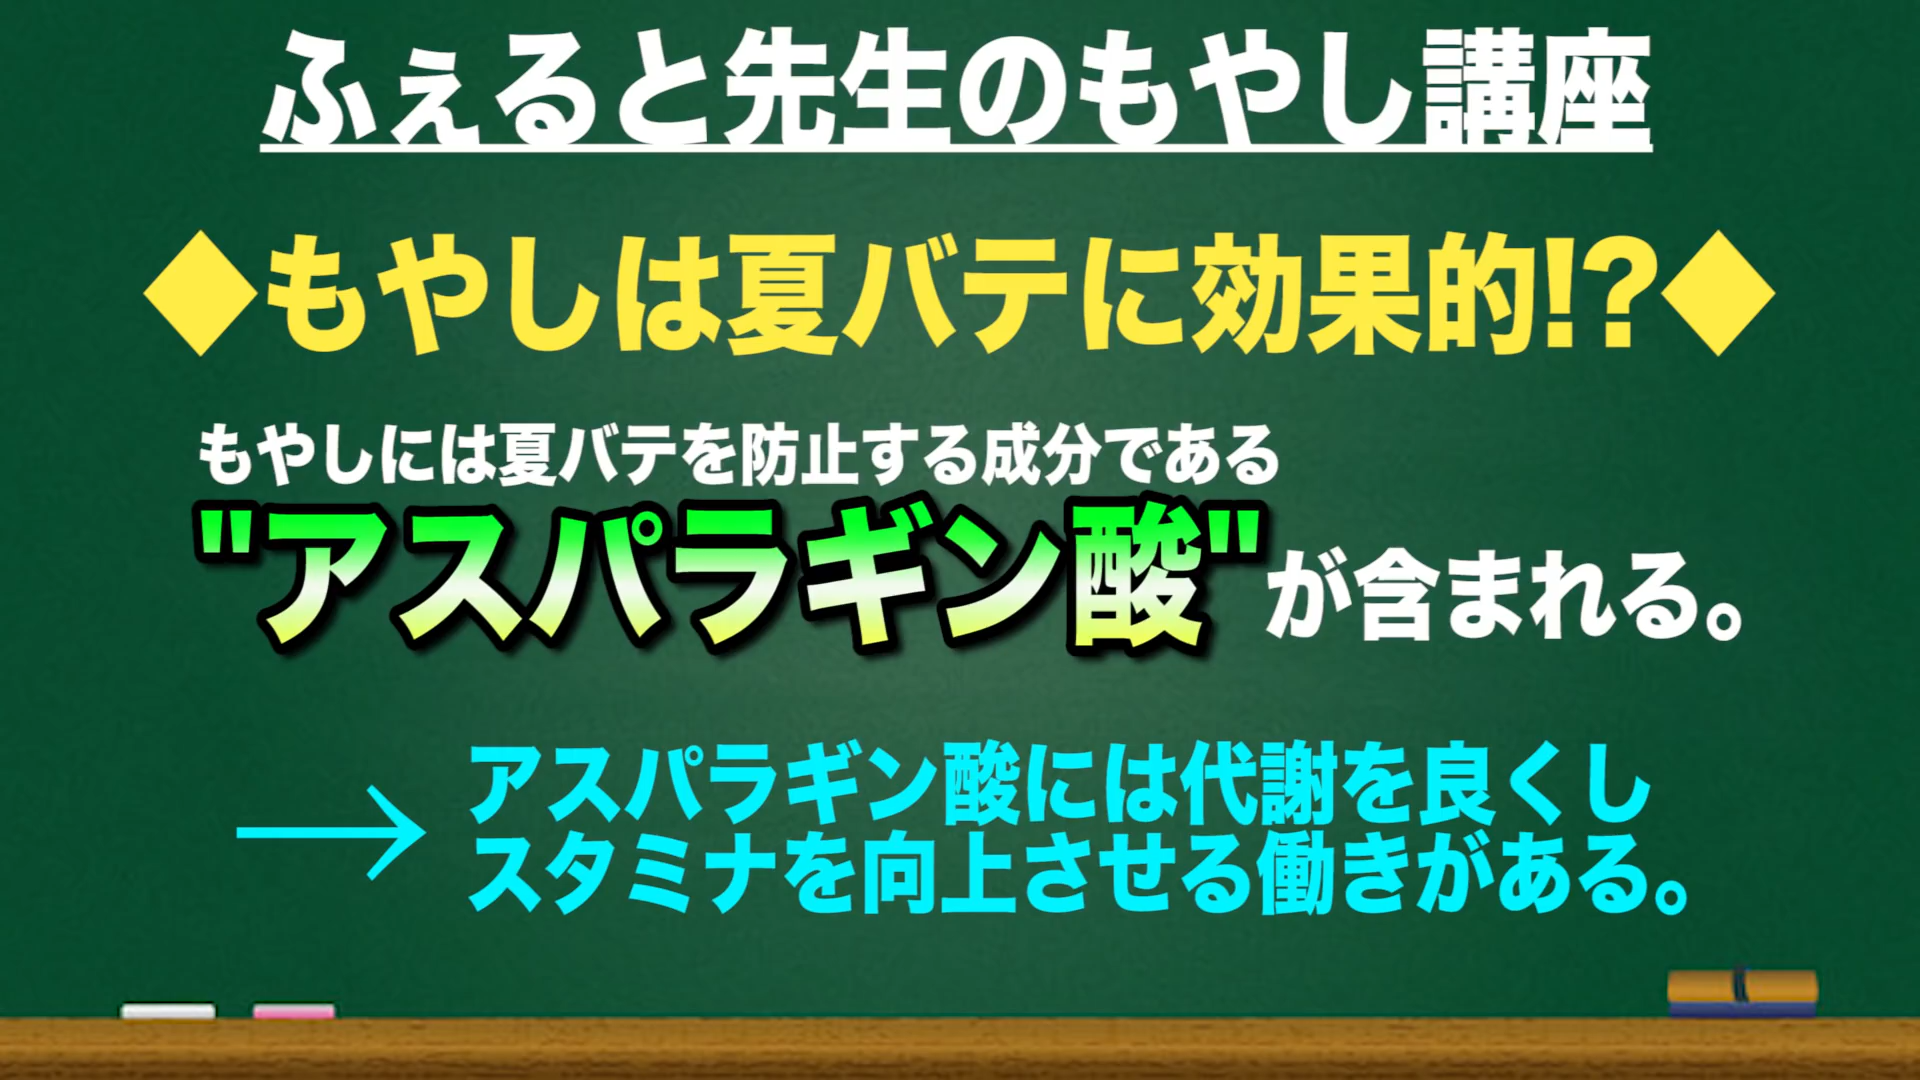 ふぇると先生のもやし講座
◆もやしは夏バテに効果的!?◆
もやしには夏バテを防止する成分である
"アスパラギン酸"が含まれる。
→ アスパラギン酸には代謝を良くし
スタミナを向上させる働きがある。